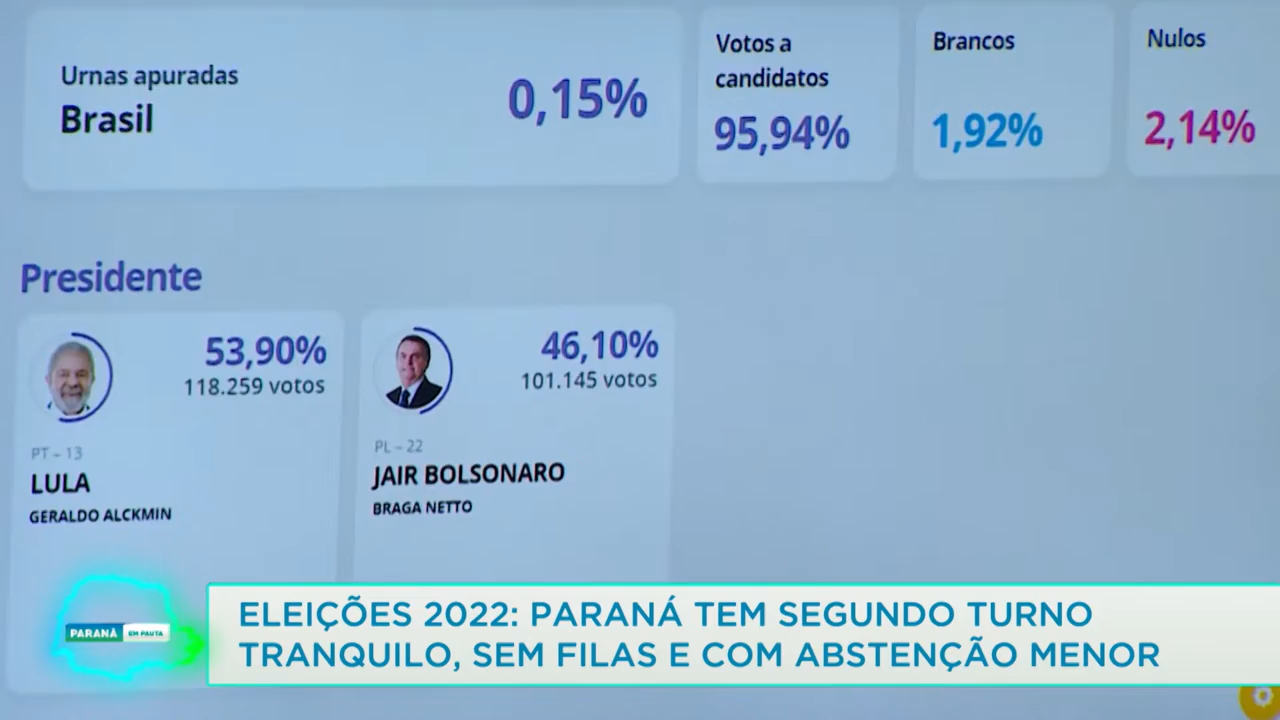 Urnas apuradas
Brasil
0,15%
Votos a
candidatos
95,94%
Brancos
1,92%
Nulos
2,14%
Presidente
53,90%
118.259 votos
PT – 13
LULA
GERALDO ALCKMIN
46,10%
101.145 votos
PL – 22
JAIR BOLSONARO
BRAGA NETTO
PARANÁ EM PAUTA
ELEIÇÕES 2022: PARANÁ TEM SEGUNDO TURNO
TRANQUILO, SEM FILAS E COM ABSTENÇÃO MENOR